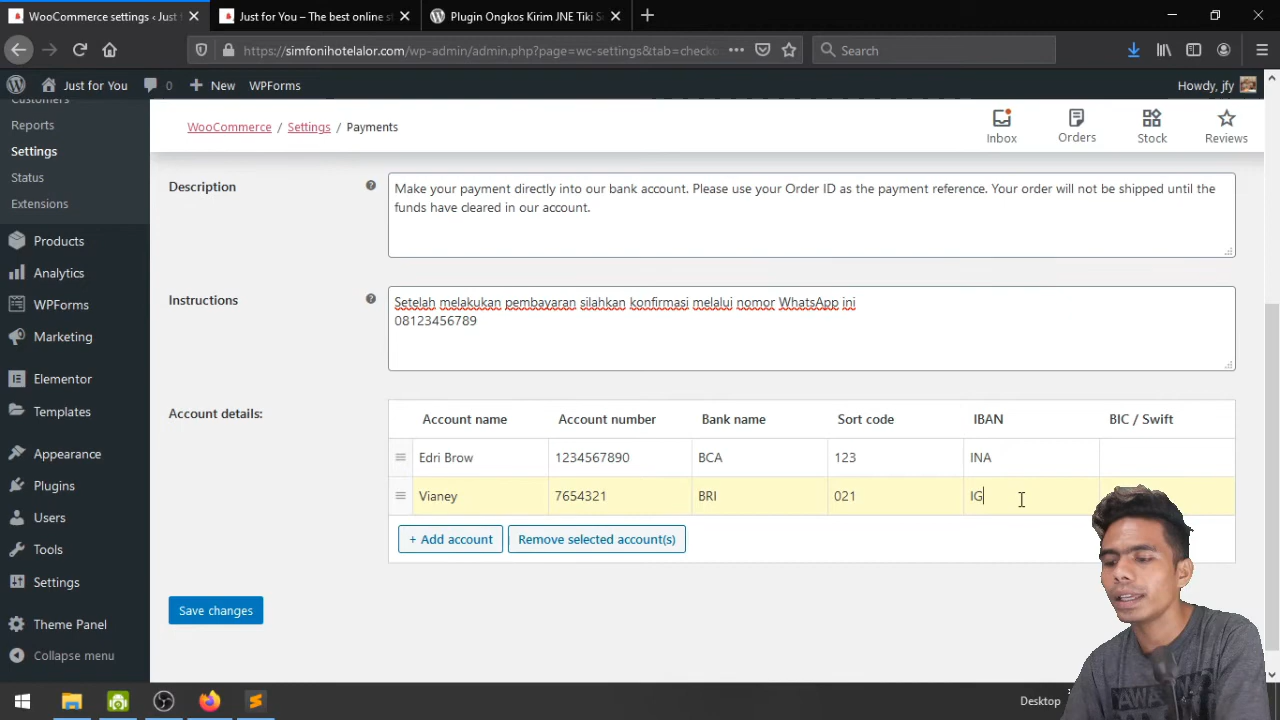 WooCommerce settings ‹ Just f
Just for You – The best online s
Plugin Ongkos Kirim JNE Tiki S
https://simfonihotelalor.com/wp-admin/admin.php?page=wc-settings&tab=checko
Search
Just for You
0
New
WPForms
Howdy, jfy
Customers
Reports
Settings
Status
Extensions
Products
Analytics
WPForms
Marketing
Elementor
Templates
Appearance
Plugins
Users
Tools
Settings
Theme Panel
Collapse menu
WooCommerce / Settings / Payments
Inbox
Orders
Stock
Reviews
Description
Make your payment directly into our bank account. Please use your Order ID as the payment reference. Your order will not be shipped until the
funds have cleared in our account.
Instructions
Setelah melakukan pembayaran silahkan konfirmasi melalui nomor WhatsApp ini
08123456789
Account details:
Account name Account number Bank name Sort code IBAN BIC / Swift
Edri Brow 1234567890 BCA 123 INA
Vianey 7654321 BRI 021 IG
+ Add account
Remove selected account(s)
Save changes
Desktop